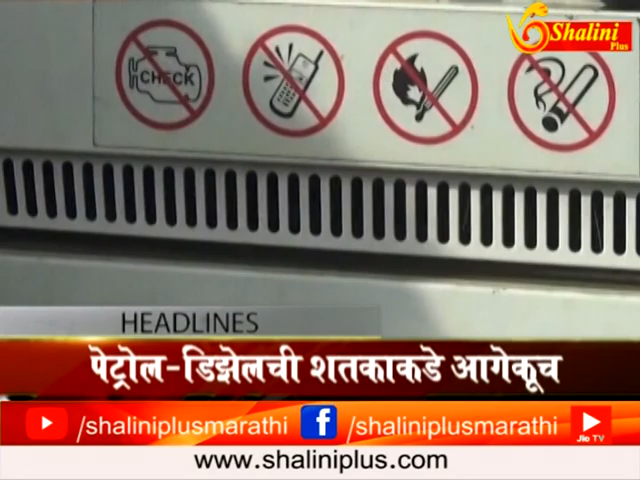 Shalini
Plus
CHECK
HEADLINES
पेट्रोल-डिझेलची शतकाकडे आगेकूच
/shaliniplusmarathi
/shaliniplusmarathi
Jio TV
www.shaliniplus.com